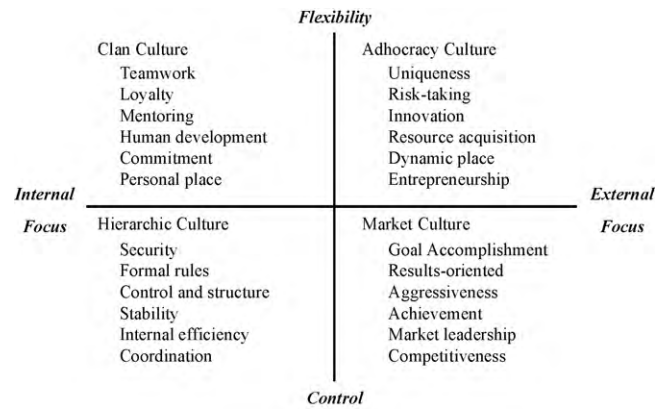 Flexibility
Clan Culture
Teamwork
Loyalty
Mentoring
Human development
Commitment
Personal place
Adhocracy Culture
Uniqueness
Risk-taking
Innovation
Resource acquisition
Dynamic place
Entrepreneurship
Internal
Focus
External
Focus
Hierarchic Culture
Security
Formal rules
Control and structure
Stability
Internal efficiency
Coordination
Market Culture
Goal Accomplishment
Results-oriented
Aggressiveness
Achievement
Market leadership
Competitiveness
Control